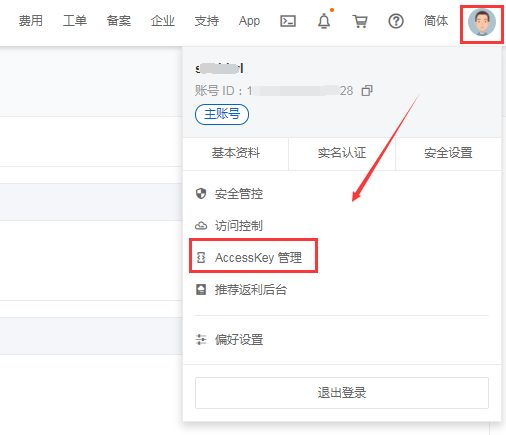 费用 工单 备案 企业 支持 App 简体
账号 ID：1 28
主账号
基本资料 实名认证 安全设置
安全管控
访问控制
AccessKey 管理
推荐返利后台
偏好设置
退出登录